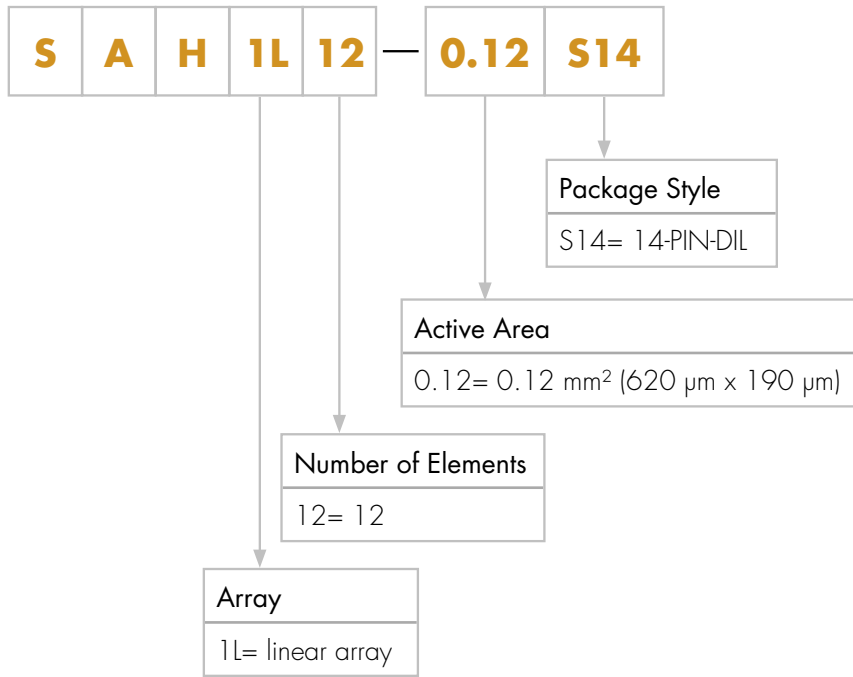 S A H 1L 12 — 0.12 S14
Package Style
S14= 14-PIN-DIL
Active Area
0.12= 0.12 mm² (620 µm x 190 µm)
Number of Elements
12= 12
Array
1L= linear array